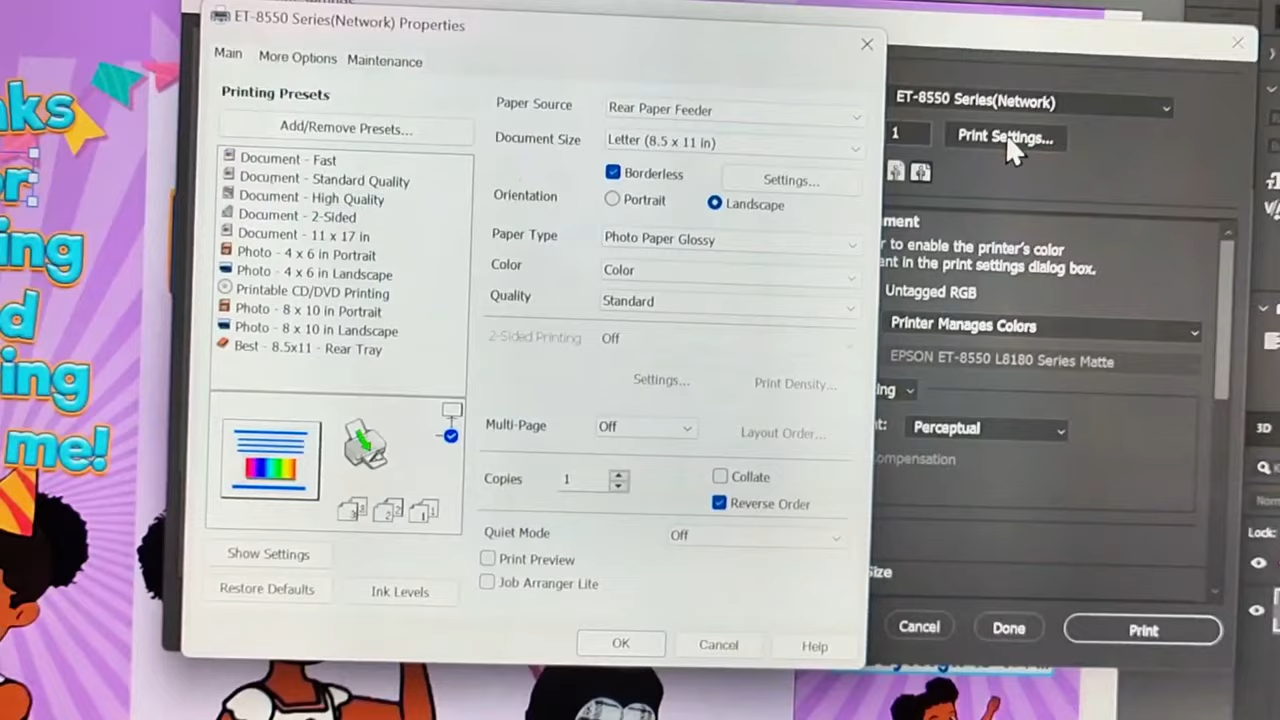 ET-8550 Series(Network) Properties
Main More Options Maintenance
Printing Presets
Add/Remove Presets...
Document - Fast
Document - Standard Quality
Document - High Quality
Document - 2-Sided
Document - 11 x 17 in
Photo - 4 x 6 in Portrait
Photo - 4 x 6 in Landscape
Printable CD/DVD Printing
Photo - 8 x 10 in Portrait
Photo - 8 x 10 in Landscape
Best - 8.5x11 - Rear Tray
Show Settings
Restore Defaults
Ink Levels
Paper Source Rear Paper Feeder
Document Size Letter (8.5 x 11 in)
Borderless Settings...
Orientation Portrait Landscape
Paper Type Photo Paper Glossy
Color Color
Quality Standard
2-Sided Printing Off
Settings... Print Density...
Multi-Page Off Layout Order...
Copies 1 Collate
Reverse Order
Quiet Mode Off
Print Preview
Job Arranger Lite
OK Cancel Help
ET-8550 Series(Network)
1 Print Settings...
ment
r to enable the printer's color
ent in the print settings dialog box.
Untagged RGB
Printer Manages Colors
EPSON ET-8550 L8180 Series Matte
ing
t: Perceptual
ompensation
Size
Cancel Done Print
3D
Lock:
aks
or
ing
d
ing
me!